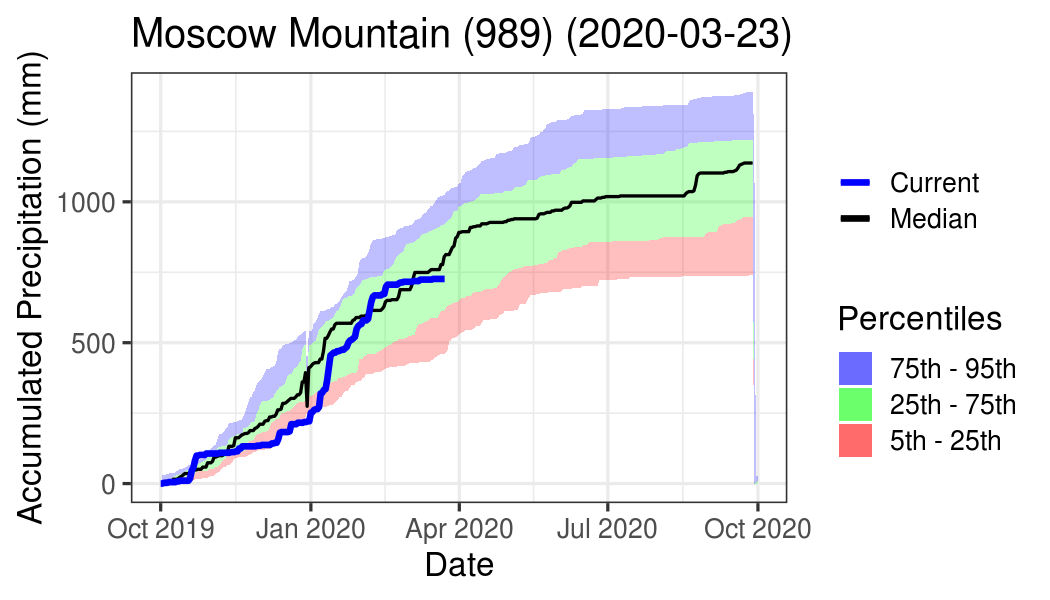 Moscow Mountain (989) (2020-03-23)
Accumulated Precipitation (mm)
1000
500
0
Oct 2019
Jan 2020
Apr 2020
Jul 2020
Oct 2020
Date
Current
Median
Percentiles
75th - 95th
25th - 75th
5th - 25th